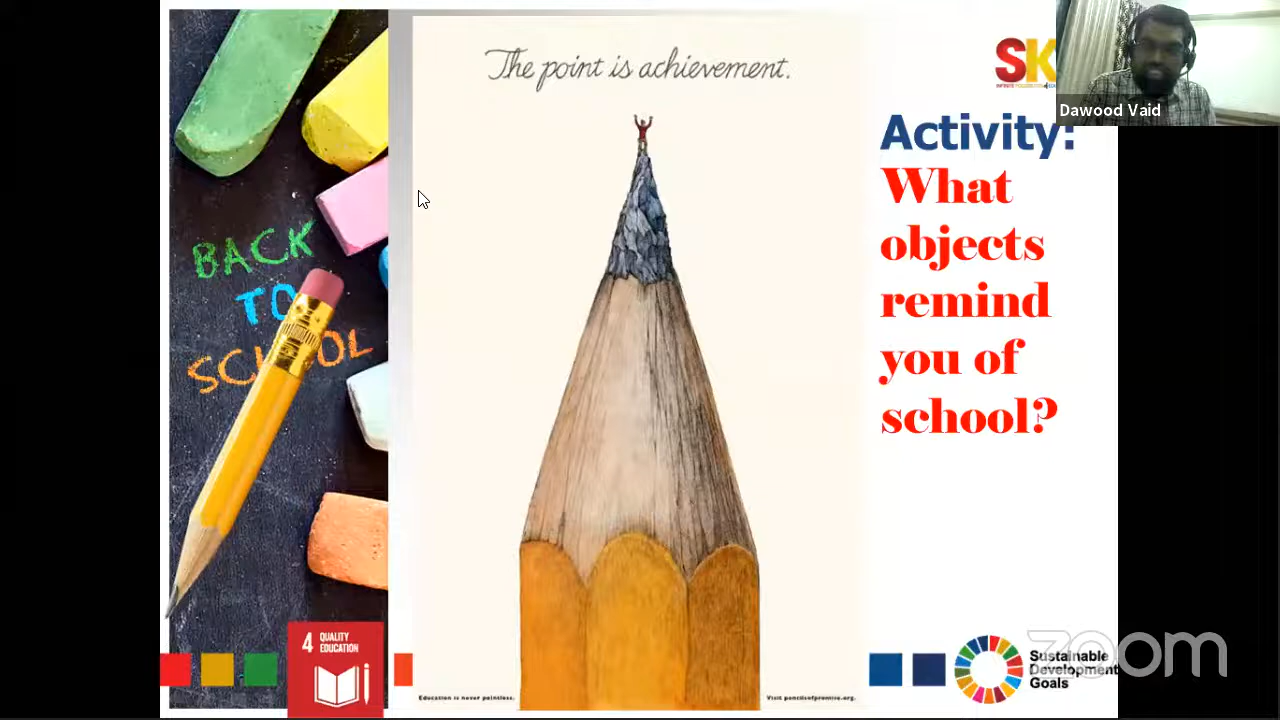 The point is achievement.
SK
Dawood Vaid
Activity:
What
objects
remind
you of
school?
BACK
TO
SCHOOL
4 QUALITY
EDUCATION
Education is never pointless.
Visit pencilsofpromise.org.
Sustainable
Development
Goals
zoom